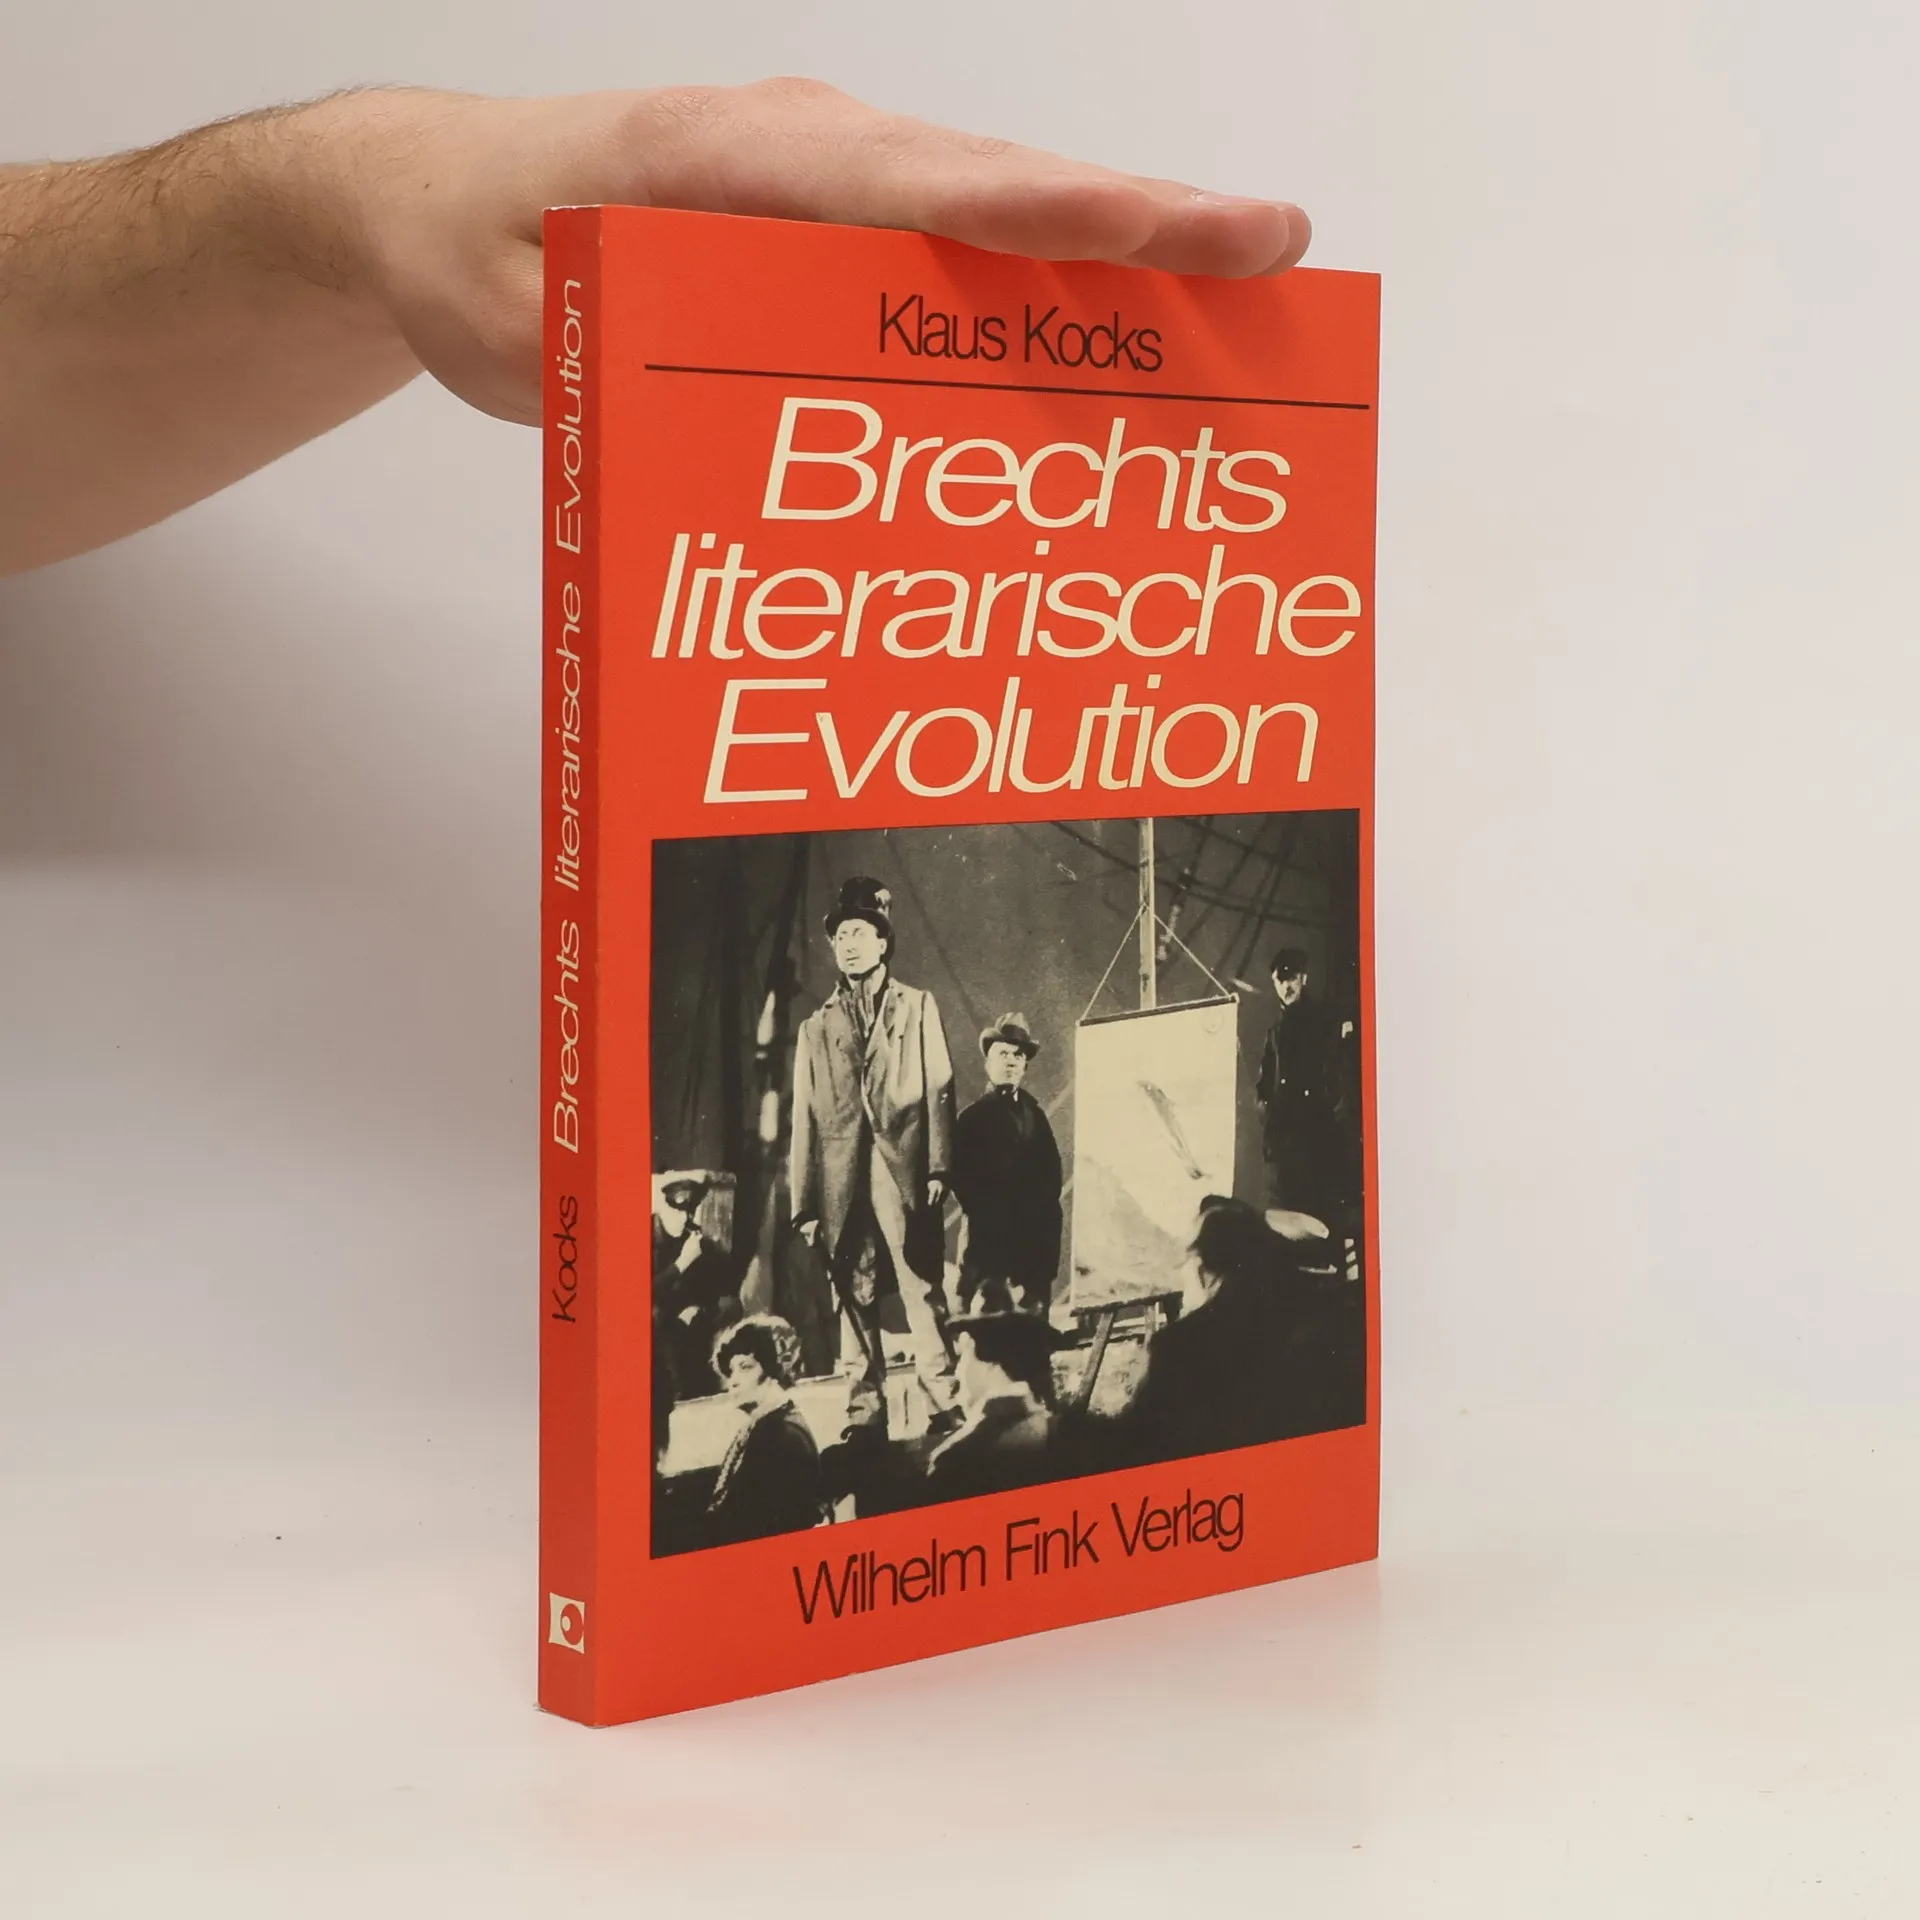 Klaus Kocks
Brechts
literarische
Evolution
Wilhelm Fink Verlag
Kocks Brechts literarische Evolution